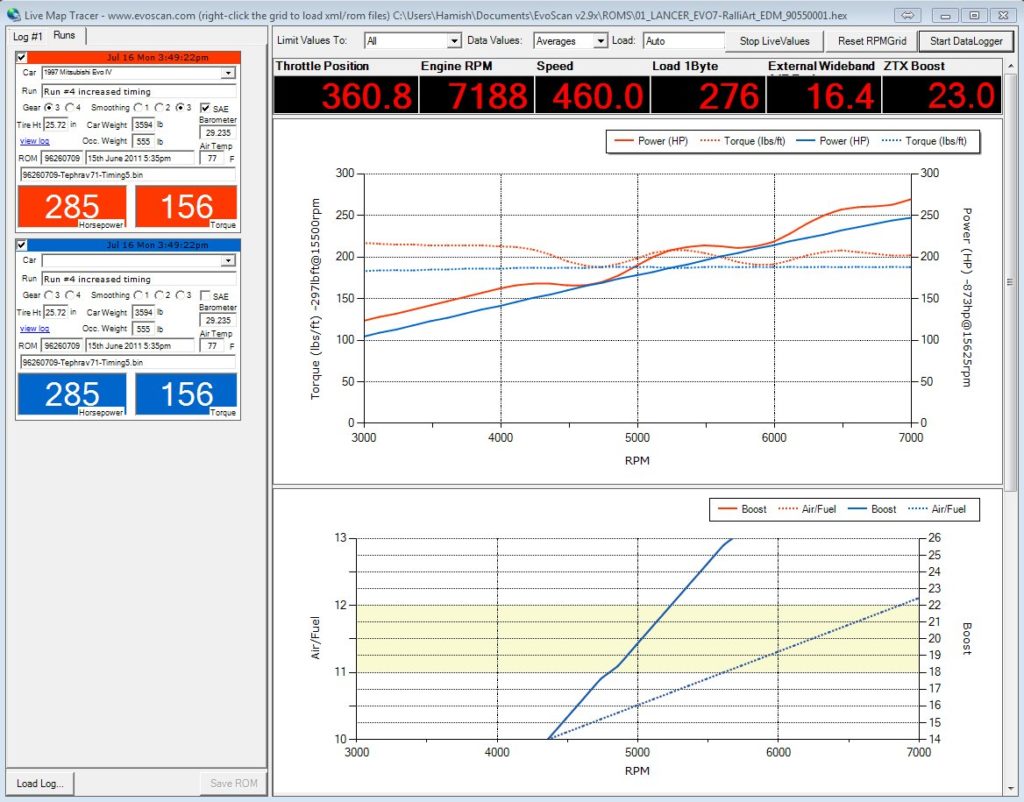 Live Map Tracer - www.evoscan.com (right-click the grid to load xml/rom files) C:\Users\Hamish\Documents\EvoScan v2.9x\ROMS\01_LANCER_EVO7-RalliArt_EDM_90550001.hex
Log #1 Runs
Limit Values To: All Data Values: Averages Load: Auto Stop LiveValues Reset RPMGrid Start DataLogger
Throttle Position Engine RPM Speed Load 1Byte External Wideband ZTX Boost
360.8 7188 460.0 276 16.4 23.0
Jul 16 Mon 3:49:22pm
Car 1997 Mitsubishi Evo IV
Run Run #4 increased timing
Gear 3 4 Smoothing 1 2 3 SAE
Tire Ht 25.72 in Car Weight 3594 lb Barometer
29.235
view log Occ. Weight 555 lb Air Temp
ROM 96260709 15th June 2011 5:35pm 77 F
96260709-Tephrav71-Timing5.bin
285 156
Horsepower Torque
Jul 16 Mon 3:49:22pm
Car
Run Run #4 increased timing
Gear 3 4 Smoothing 1 2 3 SAE
Tire Ht 25.72 in Car Weight 3594 lb Barometer
29.235
view log Occ. Weight 555 lb Air Temp
ROM 96260709 15th June 2011 5:35pm 77 F
96260709-Tephrav71-Timing5.bin
285 156
Horsepower Torque
Load Log... Save ROM
Power (HP) Torque (lbs/ft) Power (HP) Torque (lbs/ft)
300 300
250 250
200 200
150 150
100 100
50 50
0 0
Torque (lbs/ft) ~297lbft@15500rpm
Power (HP) ~873hp@15625rpm
3000 4000 5000 6000 7000
RPM
Boost Air/Fuel Boost Air/Fuel
13 26
25
24
23
12 22
21
20
19
11 18
17
16
15
10 14
Air/Fuel
Boost
3000 4000 5000 6000 7000
RPM